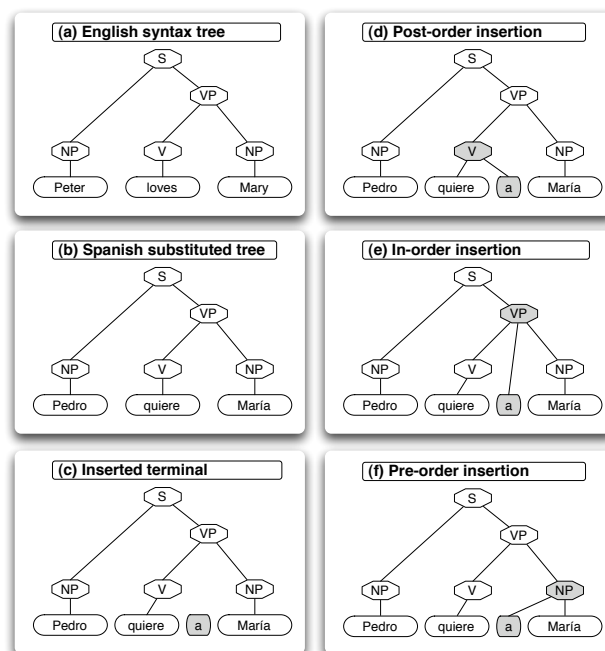 (a) English syntax tree
S
VP
NP V NP
Peter loves Mary
(b) Spanish substituted tree
S
VP
NP V NP
Pedro quiere María
(c) Inserted terminal
S
VP
NP V NP
Pedro quiere a María
(d) Post-order insertion
S
VP
NP V NP
Pedro quiere a María
(e) In-order insertion
S
VP
NP V NP
Pedro quiere a María
(f) Pre-order insertion
S
VP
NP V NP
Pedro quiere a María